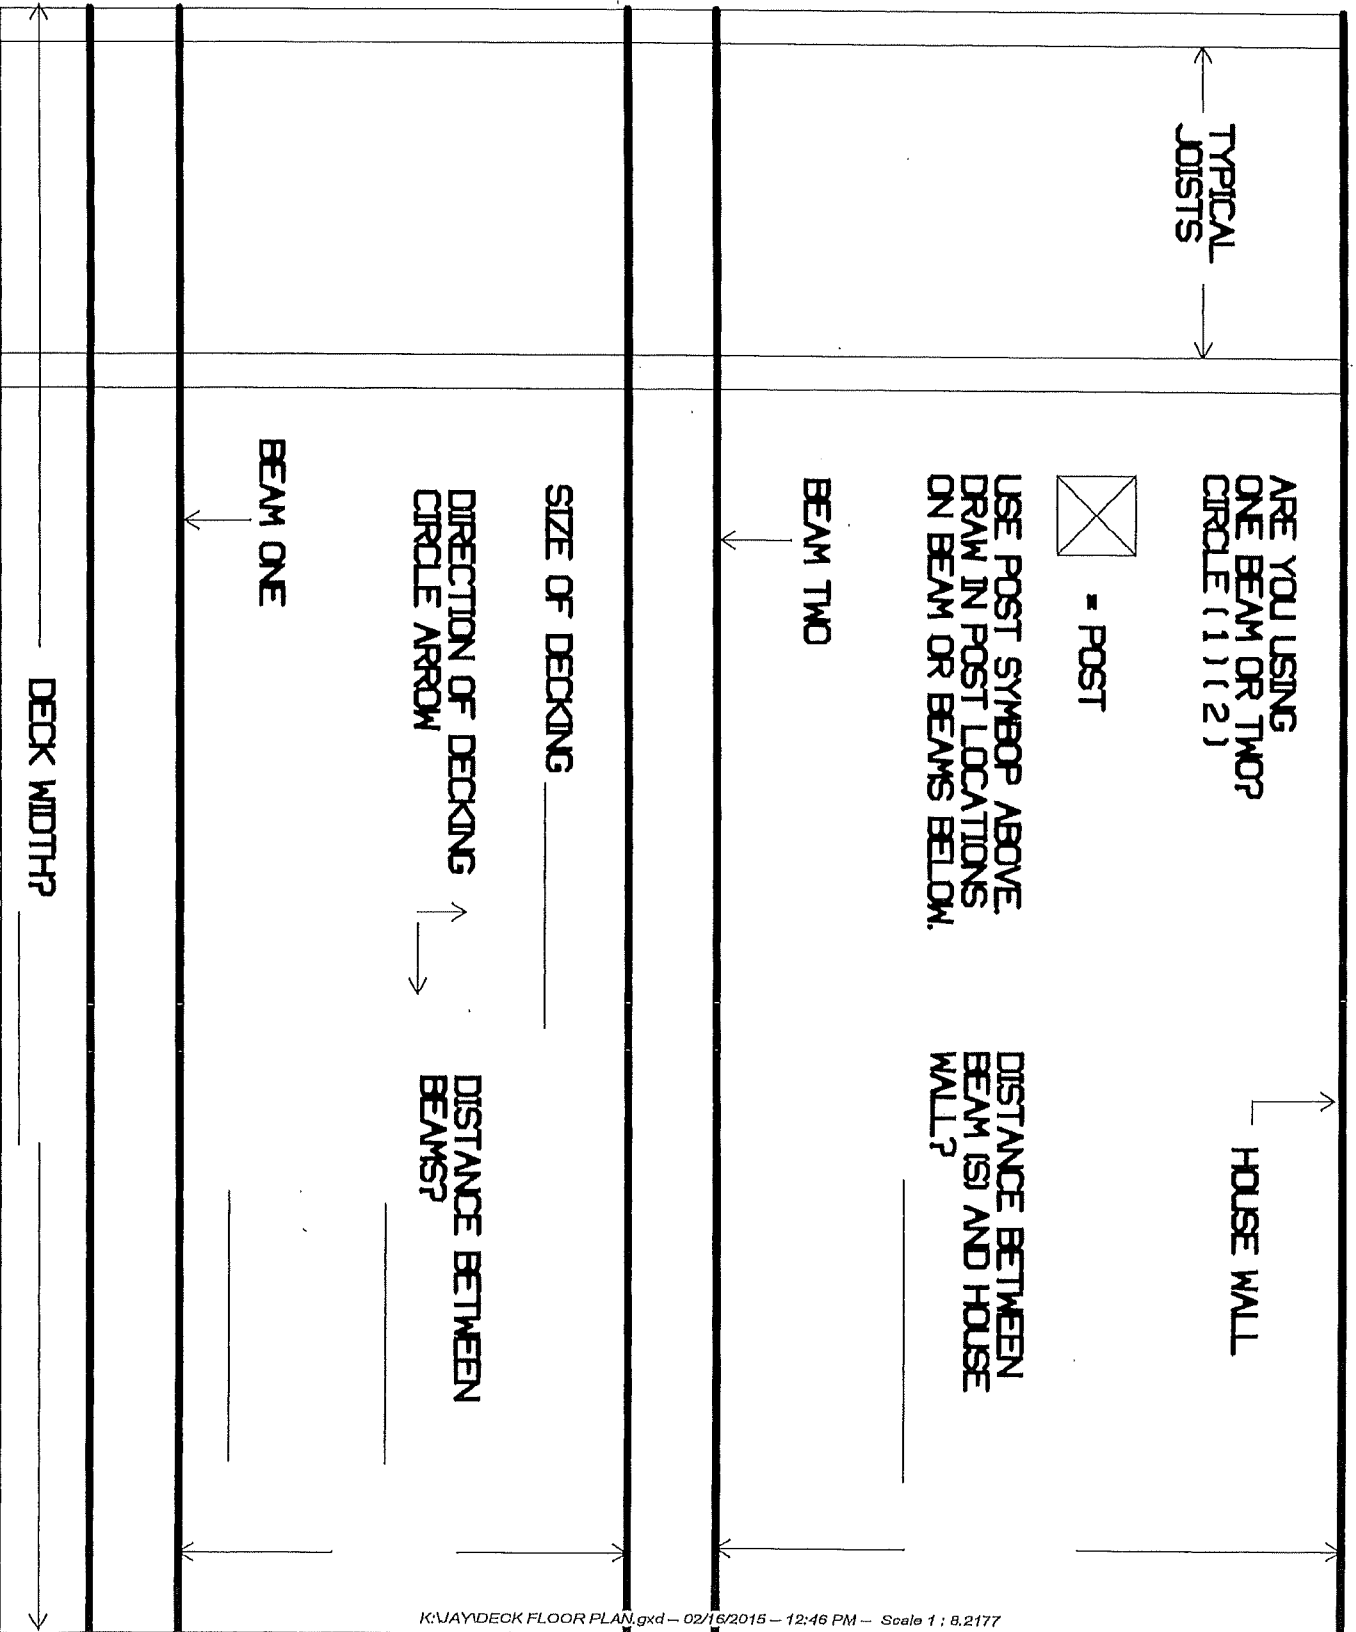 HOUSE WALL
ARE YOU USING
ONE BEAM OR TWO?
CIRCLE ( 1 ) ( 2 )
TYPICAL
JOISTS
= POST
USE POST SYMBOP ABOVE.
DRAW IN POST LOCATIONS
ON BEAM OR BEAMS BELOW.
DISTANCE BETWEEN
BEAM (S) AND HOUSE
WALL?
BEAM TWO
SIZE OF DECKING
DIRECTION OF DECKING
CIRCLE ARROW
DISTANCE BETWEEN
BEAMS?
BEAM ONE
DECK WIDTH?
K:\JAY\DECK FLOOR PLAN.gxd -- 02/16/2015 -- 12:46 PM -- Scale 1 : 8.2177